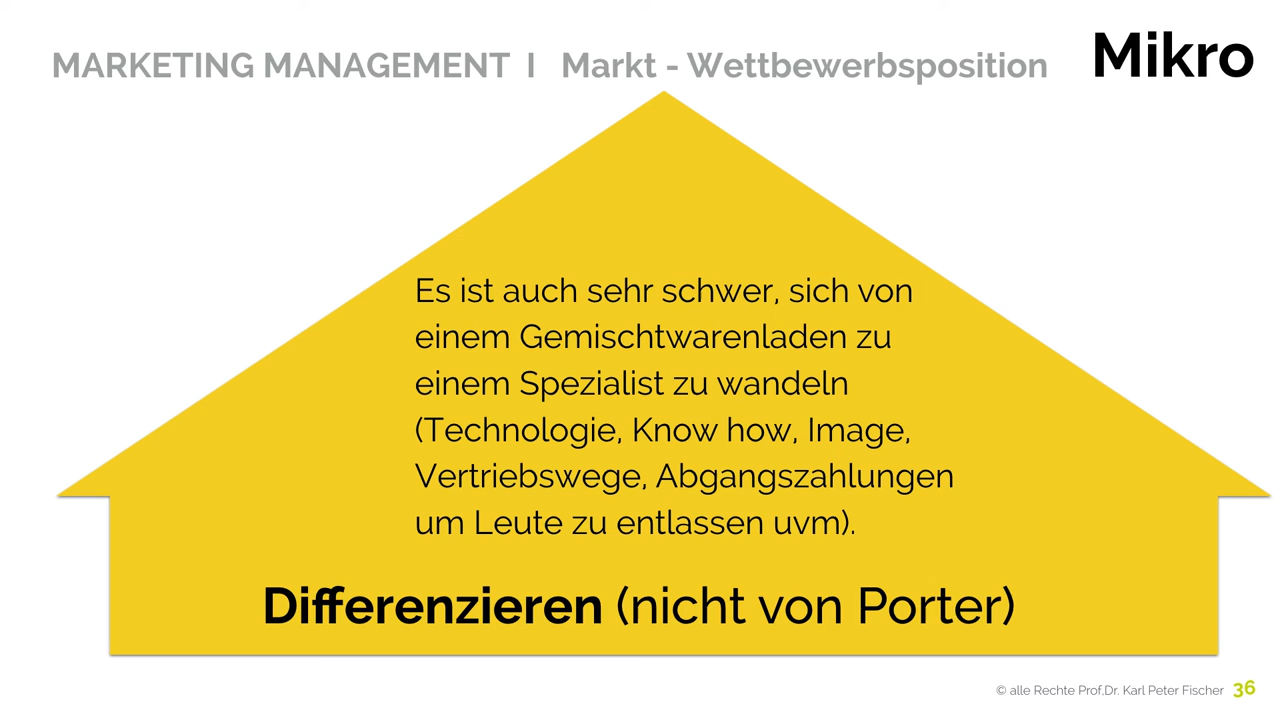 MARKETING MANAGEMENT I Markt - Wettbewerbsposition Mikro
Es ist auch sehr schwer, sich von
einem Gemischtwarenladen zu
einem Spezialist zu wandeln
(Technologie, Know how, Image,
Vertriebswege, Abgangszahlungen
um Leute zu entlassen uvm).
Differenzieren (nicht von Porter)
© alle Rechte Prof.Dr. Karl Peter Fischer 36